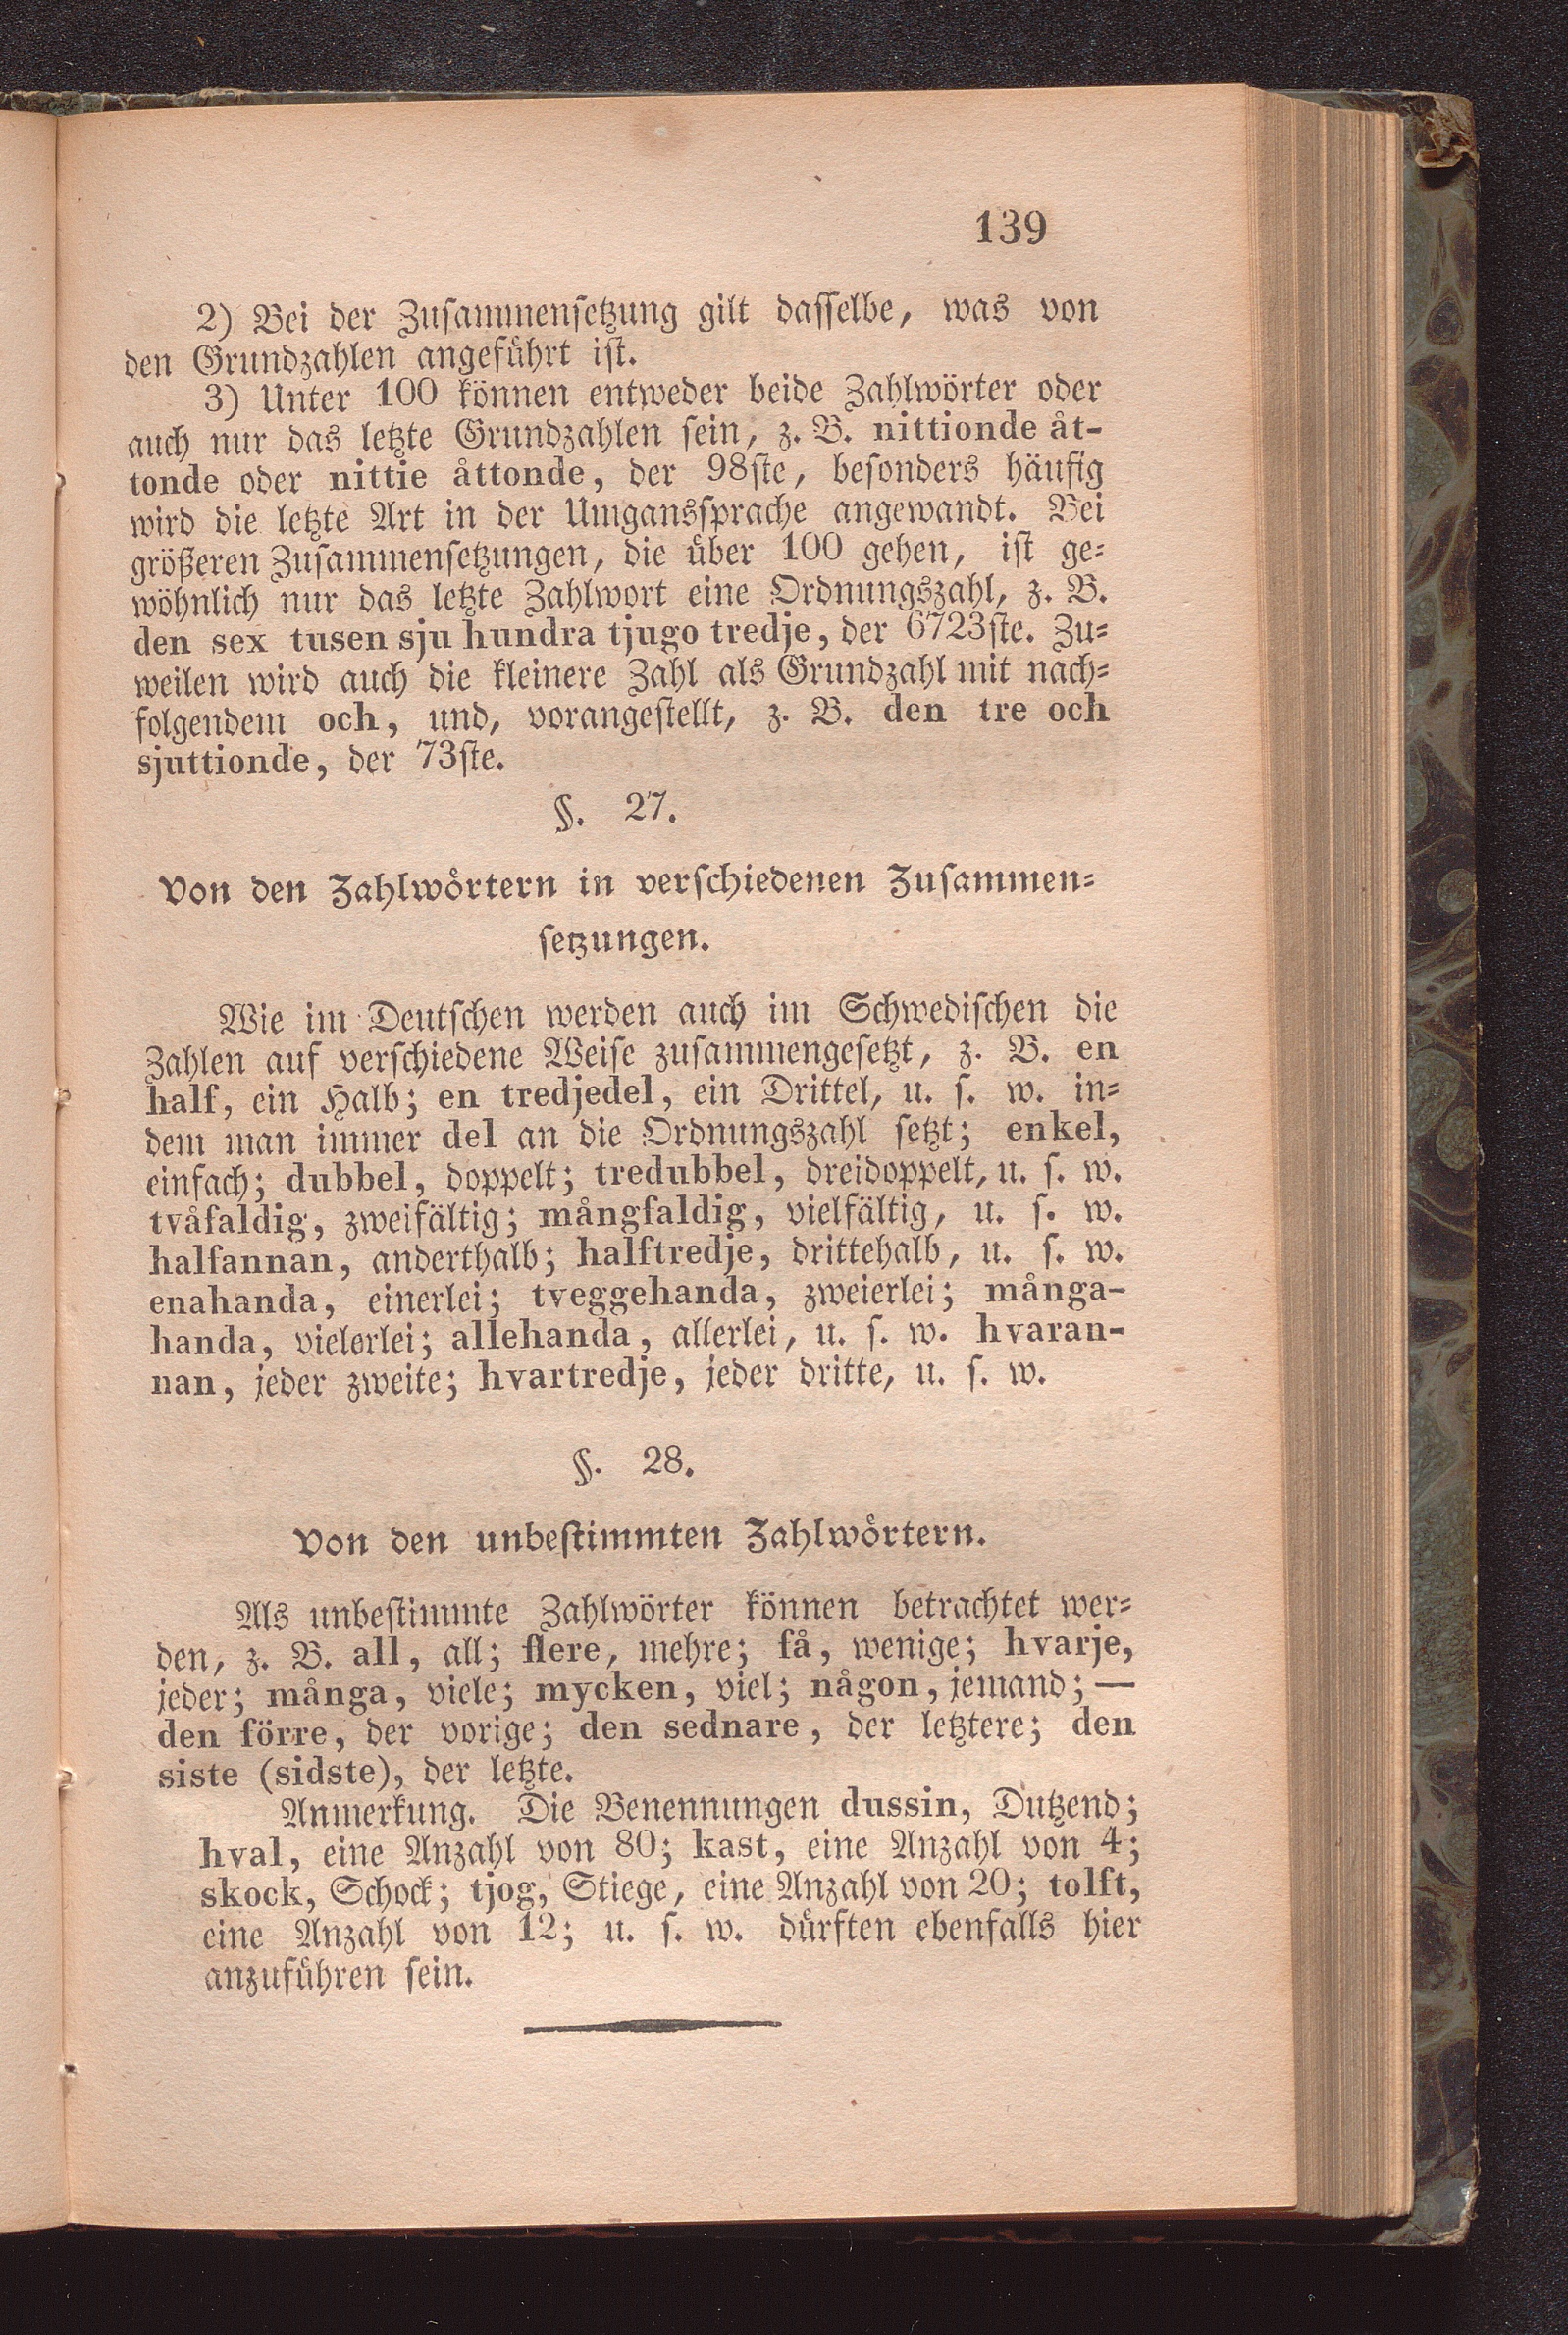 139
2) Bei der Zusammensetzung gilt dasselbe, was von
den Grundzahlen angeführt ist.
3) Unter 100 können entweder beide Zahlwörter oder
auch nur das letzte Grundzahlen sein, z. B. nittionde åt-
tonde oder nittie åttonde, der 98ste, besonders häufig
wird die letzte Art in der Umganssprache angewandt. Bei
größeren Zusammensetzungen, die über 100 gehen, ist ge-
wöhnlich nur das letzte Zahlwort eine Ordnungszahl, z. B.
den sex tusen sju hundra tjugo tredje, der 6723ste. Zu-
weilen wird auch die kleinere Zahl als Grundzahl mit nach-
folgendem och, und, vorangestellt, z. B. den tre och
sjuttionde, der 73ste.
§. 27.
Von den Zahlwörtern in verschiedenen Zusammen-
setzungen.
Wie im Deutschen werden auch im Schwedischen die
Zahlen auf verschiedene Weise zusammengesetzt, z. B. en
half, ein Halb; en tredjedel, ein Drittel, u. s. w. in-
dem man immer del an die Ordnungszahl setzt; enkel,
einfach; dubbel, doppelt; tredubbel, dreidoppelt, u. s. w.
tvåfaldig, zweifältig; mångfaldig, vielfältig, u. s. w.
halfannan, anderthalb; halftredje, drittehalb, u. s. w.
enahanda, einerlei; tveggehanda, zweierlei; många-
handa, vielerlei; allehanda, allerlei, u. s. w. hvaran-
nan, jeder zweite; hvartredje, jeder dritte, u. s. w.
§. 28.
Von den unbestimmten Zahlwörtern.
Als unbestimmte Zahlwörter können betrachtet wer-
den, z. B. all, all; flere, mehre; få, wenige; hvarje,
jeder; många, viele; mycken, viel; någon, jemand; —
den förre, der vorige; den sednare, der letztere; den
siste (sidste), der letzte.
Anmerkung. Die Benennungen dussin, Dutzend;
hval, eine Anzahl von 80; kast, eine Anzahl von 4;
skock, Schock; tjog, Stiege, eine Anzahl von 20; tolft,
eine Anzahl von 12; u. s. w. dürften ebenfalls hier
anzuführen sein.